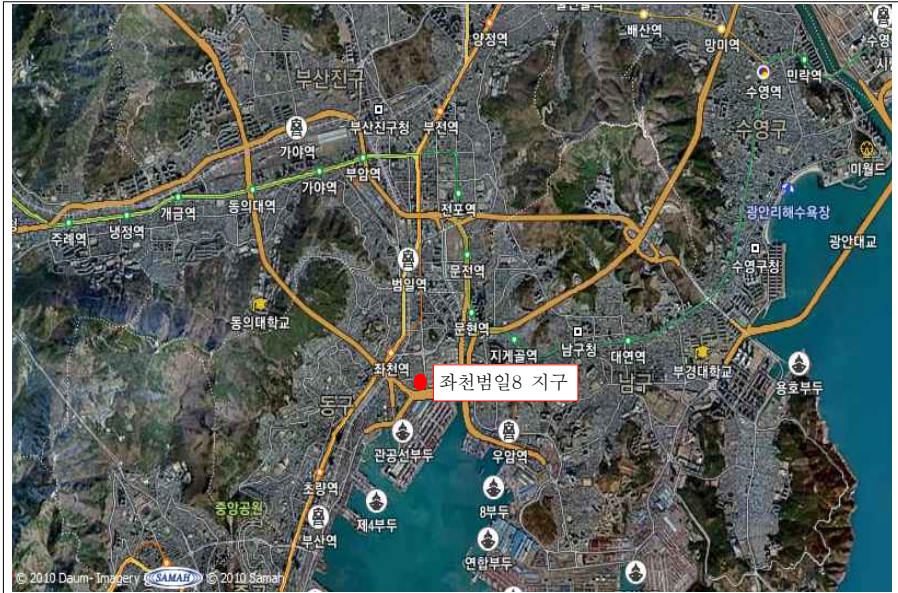 양정역
배산역
망미역
민락역
수영역
부산진구
부산진구청
부전역
가야역
수영구
미월드
부암역
가야역
동의대역
개금역
냉정역
주례역
전포역
광안리해수욕장
광안대교
수영구청
문전역
범일역
동의대학교
문현역
지게골역
남구청
대연역
부경대학교
용호부두
좌천역
좌천범일8 지구
남구
동구
관공선부두
우암역
초량역
중앙공원
제4부두
8부두
부산역
연합부두
© 2010 Daum- Imagery
SAMAH
© 2010 Samah